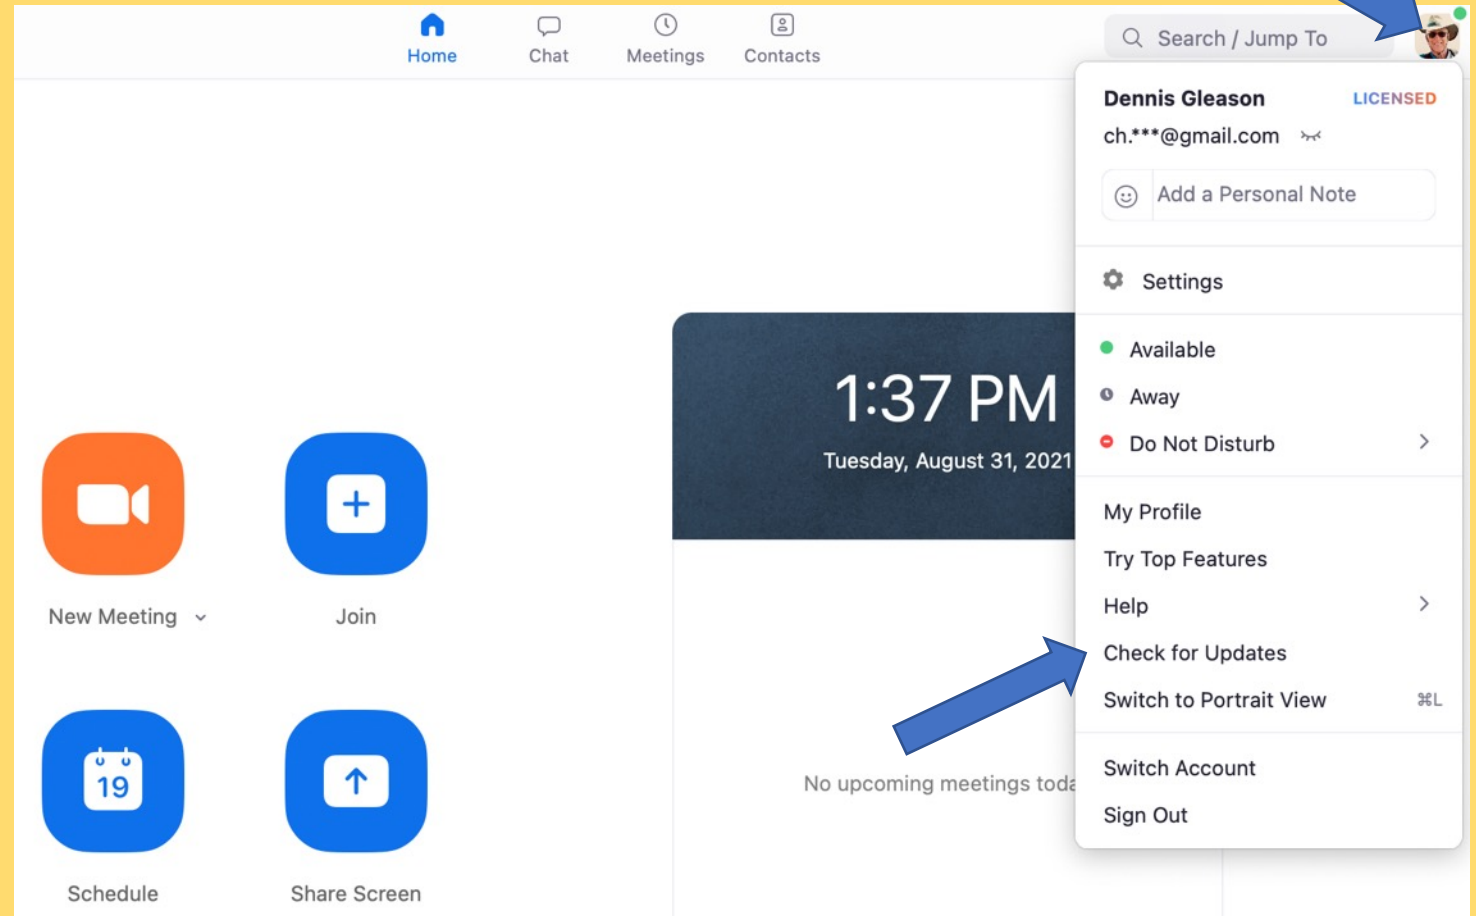 Home
Chat
Meetings
Contacts
Search / Jump To
Dennis Gleason
LICENSED
ch.***@gmail.com
Add a Personal Note
Settings
Available
Away
Do Not Disturb
My Profile
Try Top Features
Help
Check for Updates
Switch to Portrait View ⌘L
Switch Account
Sign Out
1:37 PM
Tuesday, August 31, 2021
New Meeting
Join
19
Schedule
Share Screen
No upcoming meetings toda